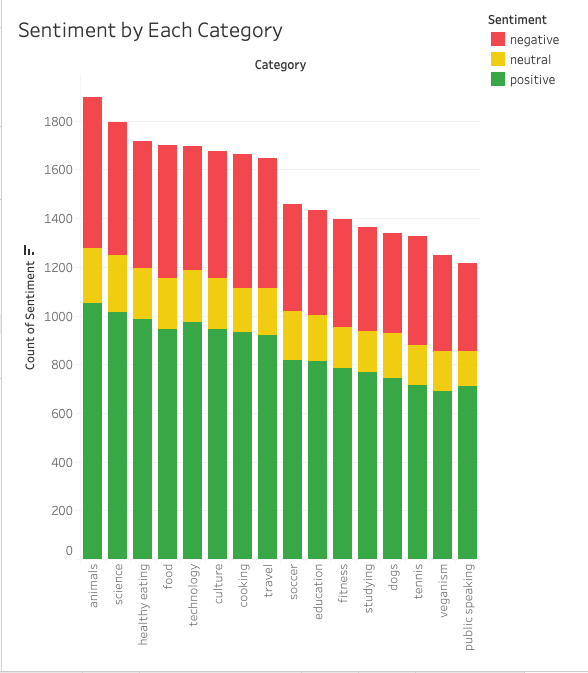 Sentiment by Each Category
Sentiment
negative
neutral
positive
Category
Count of Sentiment
1800
1600
1400
1200
1000
800
600
400
200
0
animals
science
healthy eating
food
technology
culture
cooking
travel
soccer
education
fitness
studying
dogs
tennis
veganism
public speaking